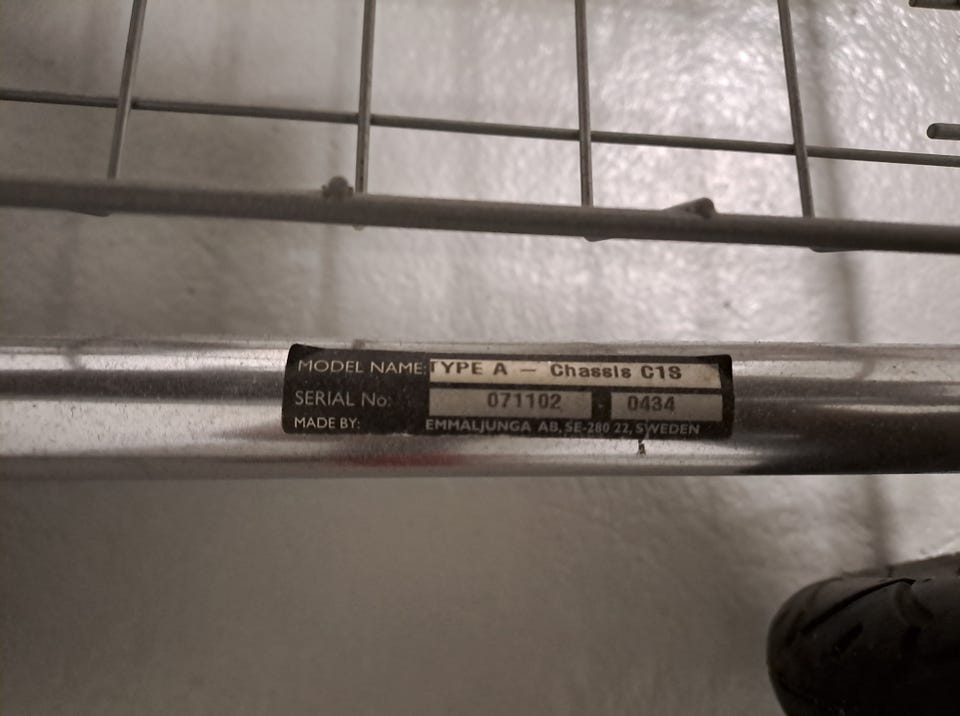 MODEL NAME: TYPE A – Chassis C1S
SERIAL No: 071102 0434
MADE BY: EMMALJUNGA AB, SE-280 22, SWEDEN